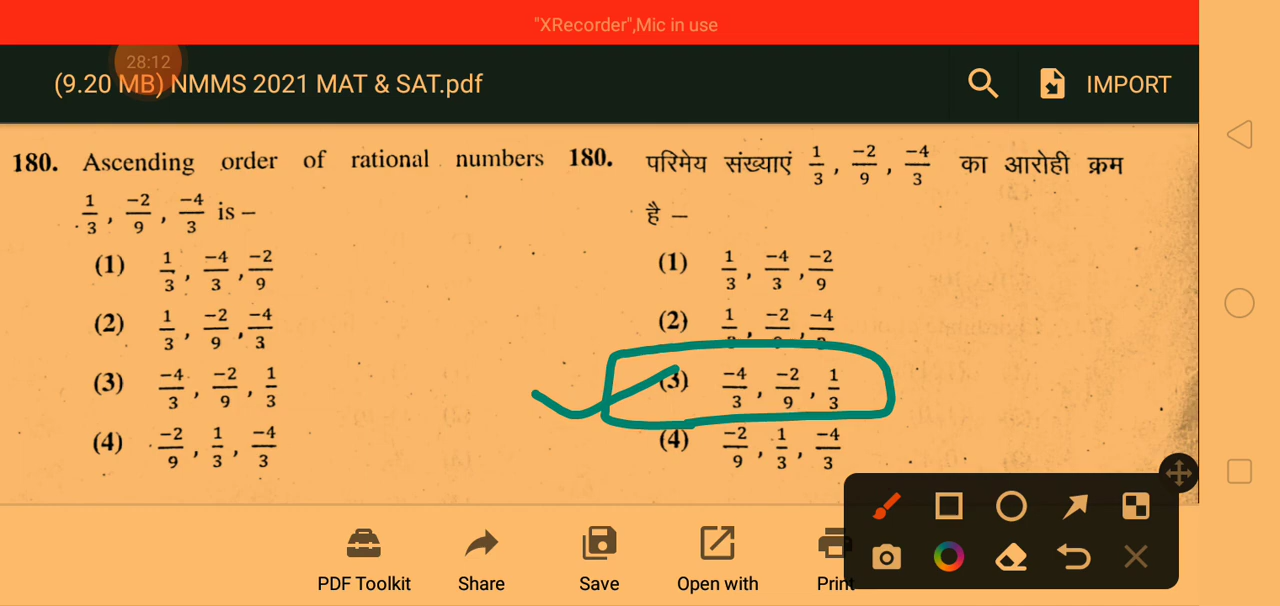 "XRecorder",Mic in use
28:12
(9.20 MB) NMMS 2021 MAT & SAT.pdf
IMPORT
180. Ascending order of rational numbers
1/3 , -2/9 , -4/3 is –
(1) 1/3 , -4/3 , -2/9
(2) 1/3 , -2/9 , -4/3
(3) -4/3 , -2/9 , 1/3
(4) -2/9 , 1/3 , -4/3
180. परिमेय संख्याएं 1/3 , -2/9 , -4/3 का आरोही क्रम
है –
(1) 1/3 , -4/3 , -2/9
(2) 1/3 , -2/9 , -4/3
(3) -4/3 , -2/9 , 1/3
(4) -2/9 , 1/3 , -4/3
PDF Toolkit
Share
Save
Open with
Print